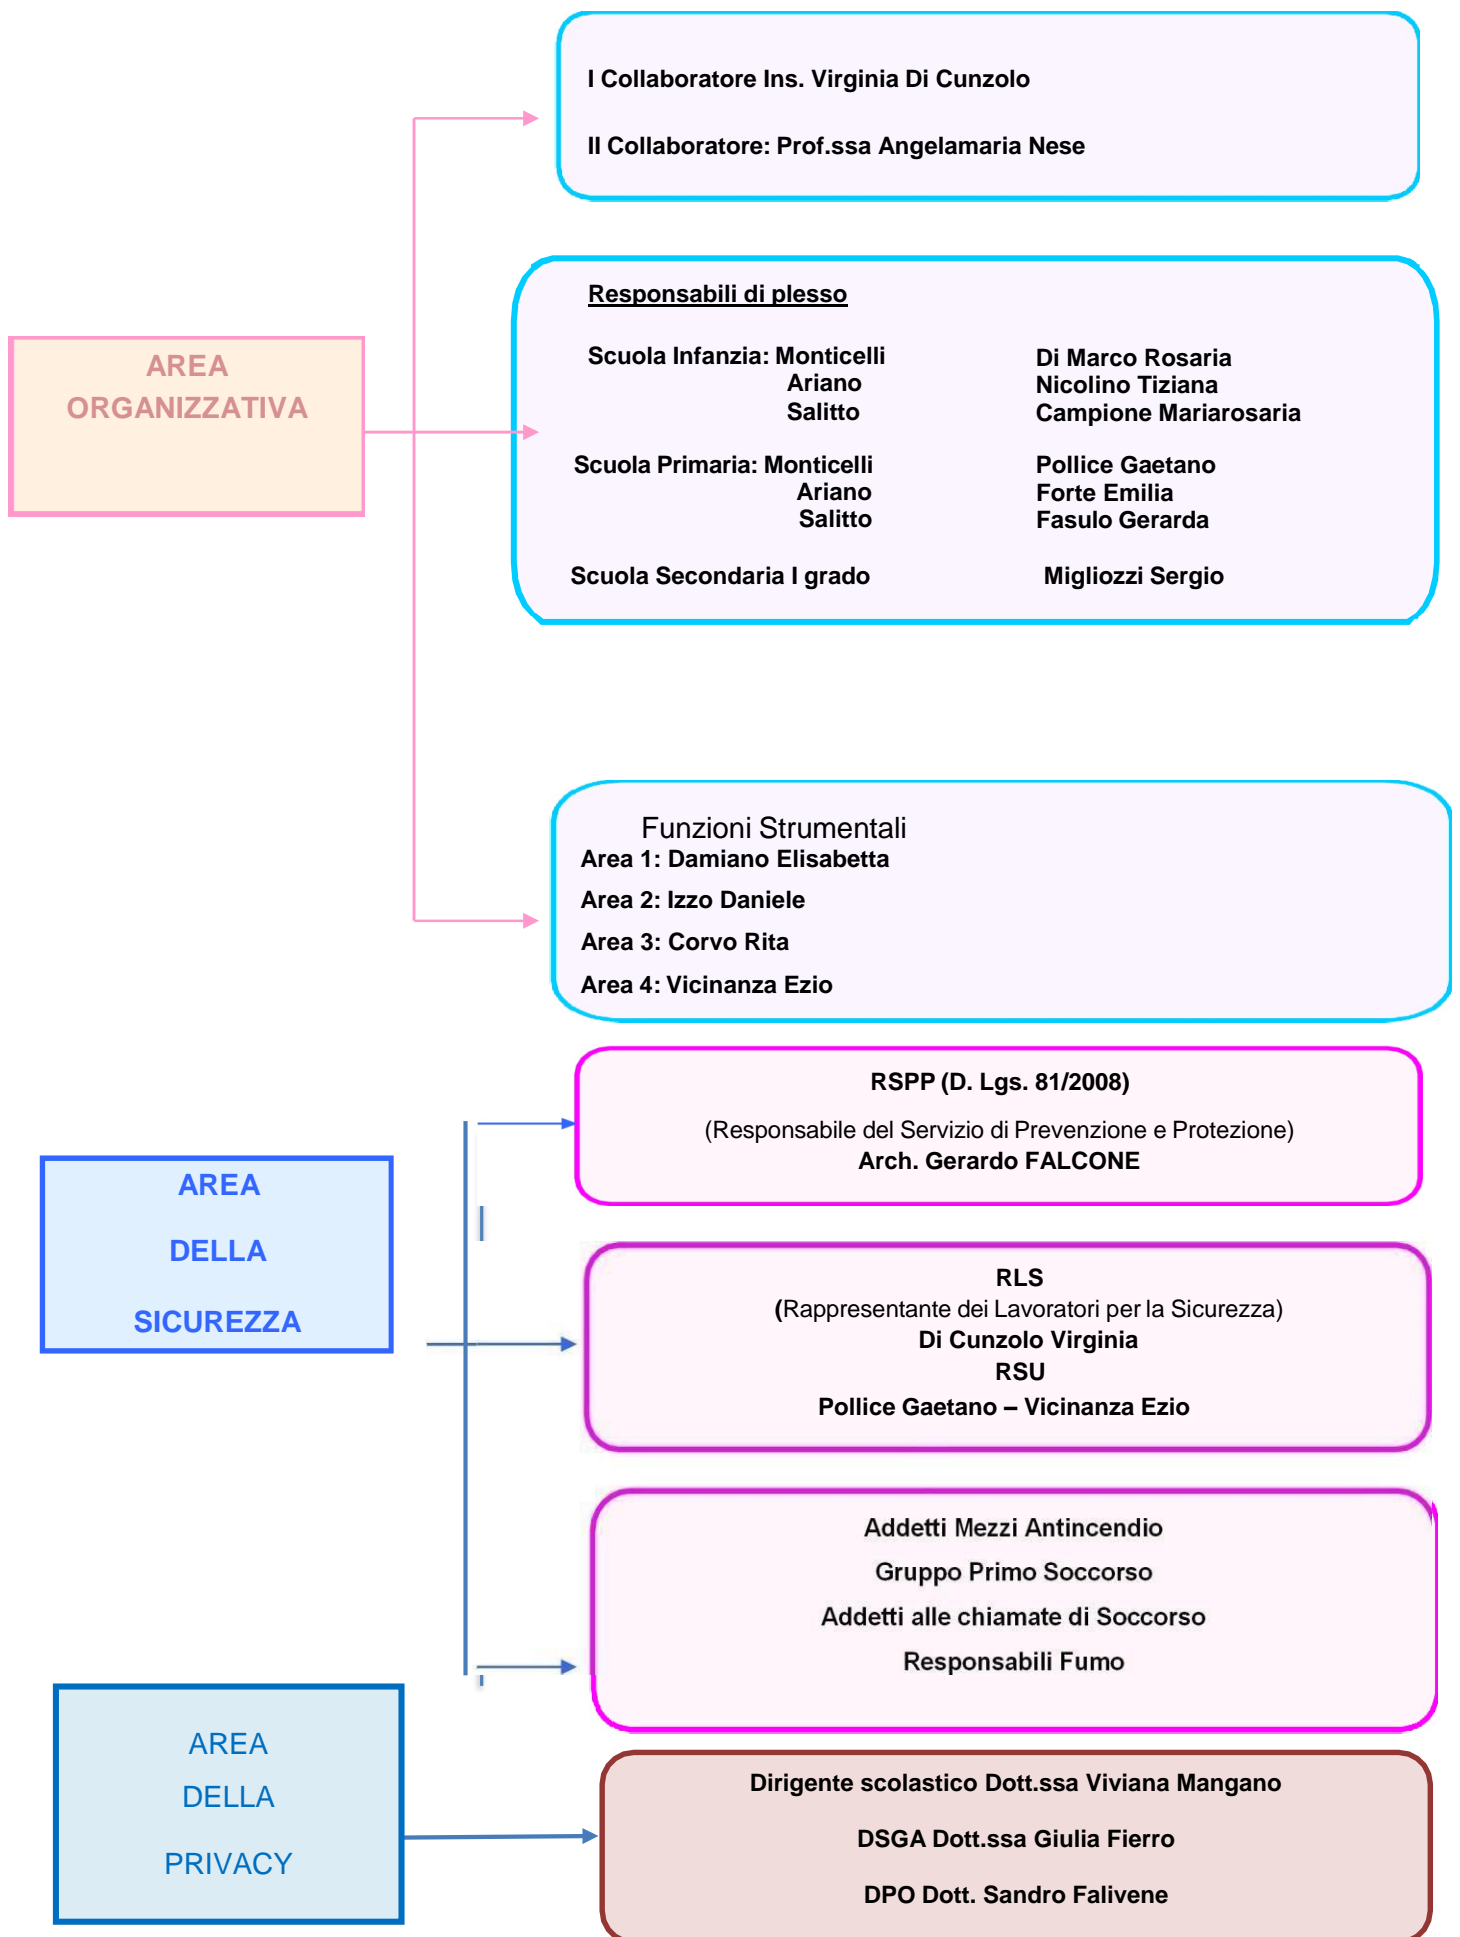 I Collaboratore Ins. Virginia Di Cunzolo
II Collaboratore: Prof.ssa Angelamaria Nese
AREA
ORGANIZZATIVA
Responsabili di plesso
Scuola Infanzia: Monticelli Di Marco Rosaria
Ariano Nicolino Tiziana
Salitto Campione Mariarosaria
Scuola Primaria: Monticelli Pollice Gaetano
Ariano Forte Emilia
Salitto Fasulo Gerarda
Scuola Secondaria I grado Migliozzi Sergio
Funzioni Strumentali
Area 1: Damiano Elisabetta
Area 2: Izzo Daniele
Area 3: Corvo Rita
Area 4: Vicinanza Ezio
AREA
DELLA
SICUREZZA
RSPP (D. Lgs. 81/2008)
(Responsabile del Servizio di Prevenzione e Protezione)
Arch. Gerardo FALCONE
RLS
(Rappresentante dei Lavoratori per la Sicurezza)
Di Cunzolo Virginia
RSU
Pollice Gaetano – Vicinanza Ezio
Addetti Mezzi Antincendio
Gruppo Primo Soccorso
Addetti alle chiamate di Soccorso
Responsabili Fumo
AREA
DELLA
PRIVACY
Dirigente scolastico Dott.ssa Viviana Mangano
DSGA Dott.ssa Giulia Fierro
DPO Dott. Sandro Falivene